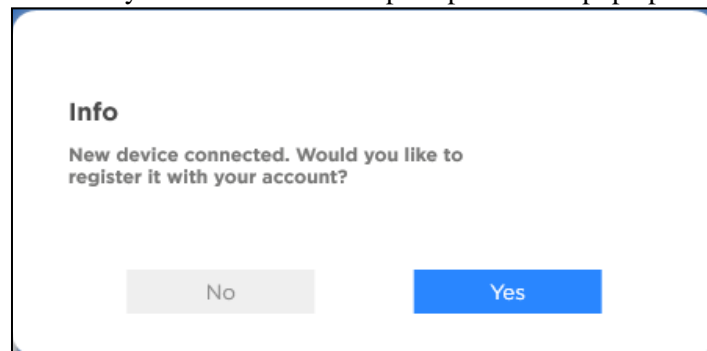 Info
New device connected. Would you like to
register it with your account?
No
Yes